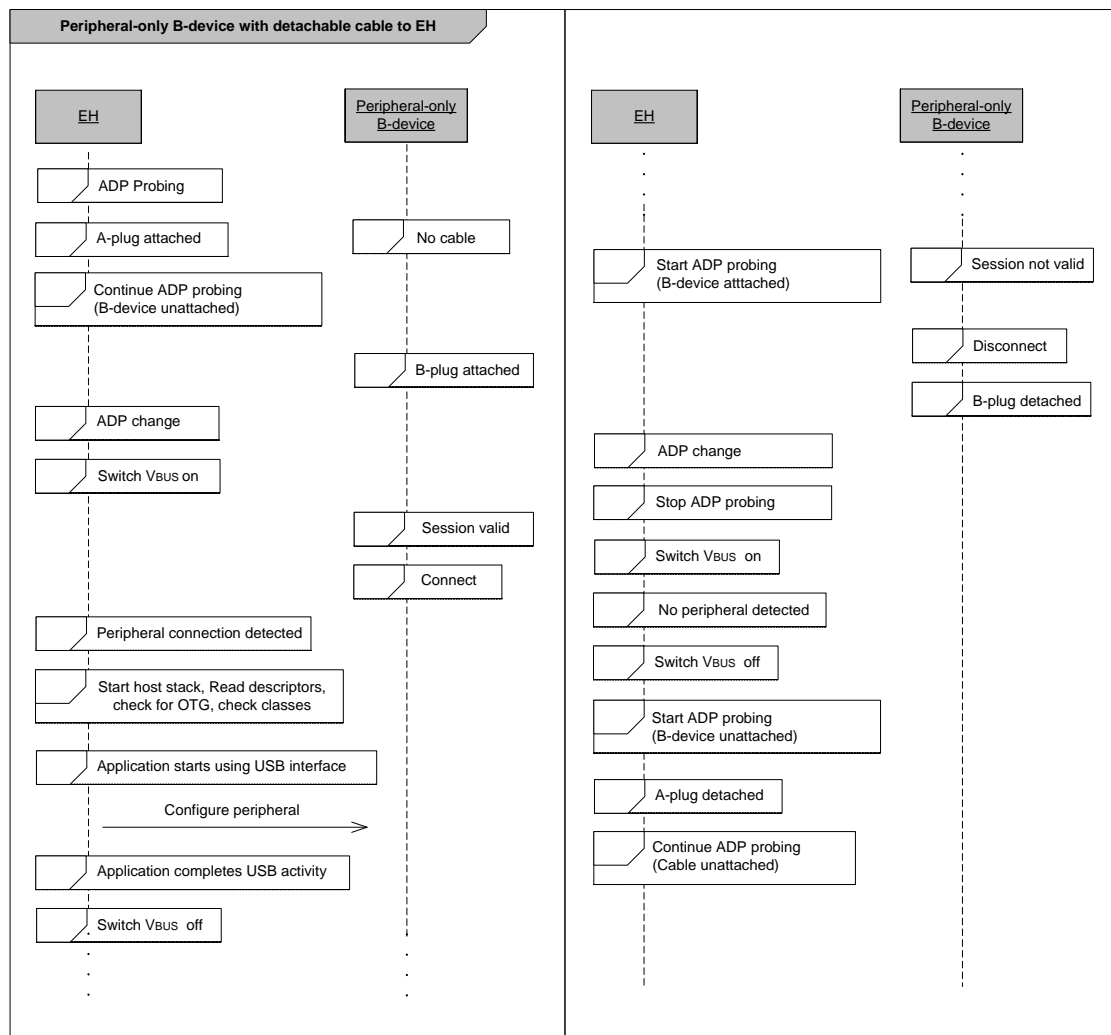 Peripheral-only B-device with detachable cable to EH
EH
Peripheral-only
B-device
ADP Probing
A-plug attached
No cable
Continue ADP probing
(B-device unattached)
B-plug attached
ADP change
Switch VBUS on
Session valid
Connect
Peripheral connection detected
Start host stack, Read descriptors,
check for OTG, check classes
Application starts using USB interface
Configure peripheral
Application completes USB activity
Switch VBUS off
EH
Peripheral-only
B-device
Start ADP probing
(B-device atttached)
Session not valid
Disconnect
B-plug detached
ADP change
Stop ADP probing
Switch VBUS on
No peripheral detected
Switch VBUS off
Start ADP probing
(B-device unattached)
A-plug detached
Continue ADP probing
(Cable unattached)